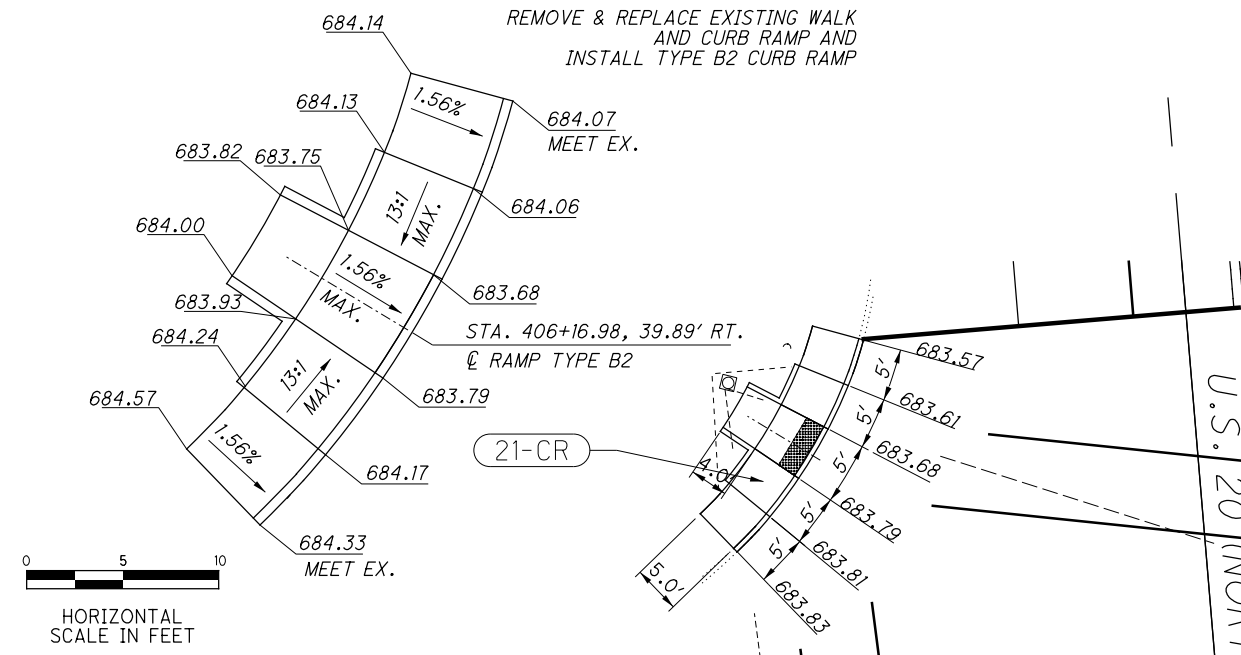 REMOVE & REPLACE EXISTING WALK
AND CURB RAMP AND
INSTALL TYPE B2 CURB RAMP
684.14
1.56%
684.13
684.07
MEET EX.
683.82
683.75
13:1
MAX.
684.06
684.00
1.56%
MAX.
683.68
683.93
STA. 406+16.98, 39.89' RT.
℄ RAMP TYPE B2
684.24
13:1
MAX.
683.79
684.57
1.56%
684.17
684.33
MEET EX.
0 5 10
HORIZONTAL
SCALE IN FEET
21-CR
4.0'
5.0'
5'
5'
5'
5'
5'
683.57
683.61
683.68
683.79
683.81
683.83
U.S. 20